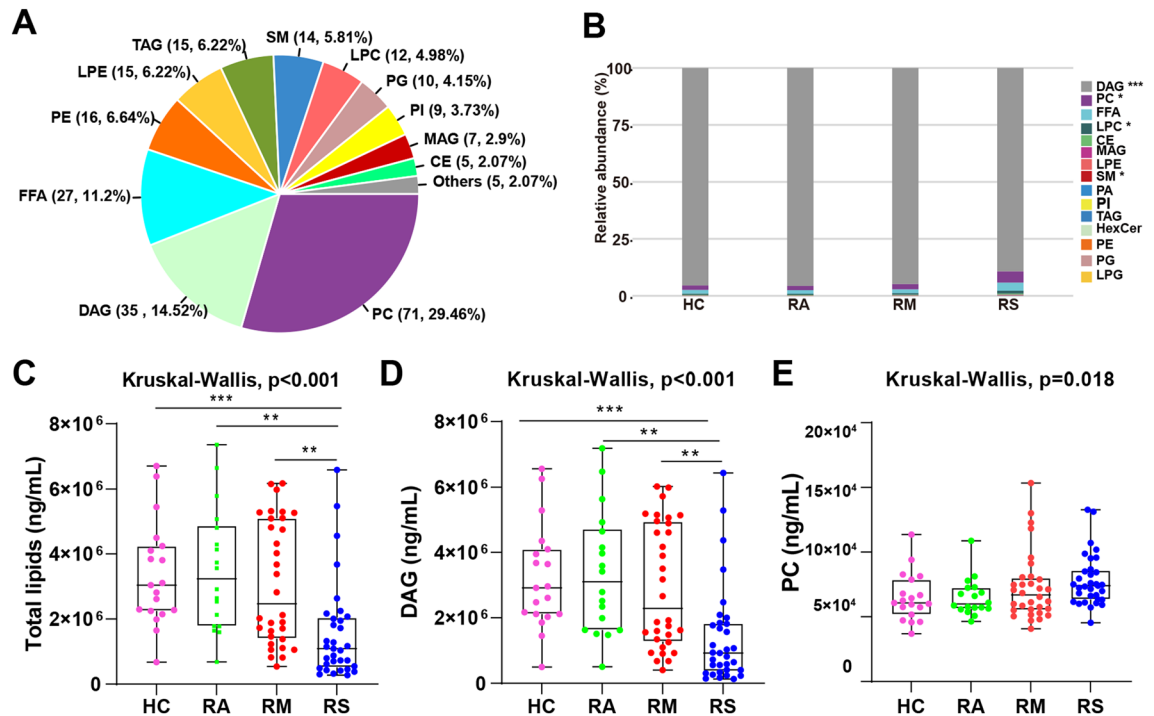 A
TAG (15, 6.22%)
SM (14, 5.81%)
LPC (12, 4.98%)
LPE (15, 6.22%)
PG (10, 4.15%)
PE (16, 6.64%)
PI (9, 3.73%)
MAG (7, 2.9%)
CE (5, 2.07%)
Others (5, 2.07%)
FFA (27, 11.2%)
DAG (35 , 14.52%)
PC (71, 29.46%)
B
Relative abundance (%)
100
75
50
25
0
HC RA RM RS
DAG ***
PC *
FFA
LPC *
CE
MAG
LPE
SM *
PA
PI
TAG
HexCer
PE
PG
LPG
C
Kruskal-Wallis, p<0.001
***
**
**
Total lipids (ng/mL)
8×10⁶
6×10⁶
4×10⁶
2×10⁶
0
HC RA RM RS
D
Kruskal-Wallis, p<0.001
***
**
**
DAG (ng/mL)
8×10⁶
6×10⁶
4×10⁶
2×10⁶
0
HC RA RM RS
E
Kruskal-Wallis, p=0.018
PC (ng/mL)
20×10⁴
15×10⁴
10×10⁴
5×10⁴
0
HC RA RM RS